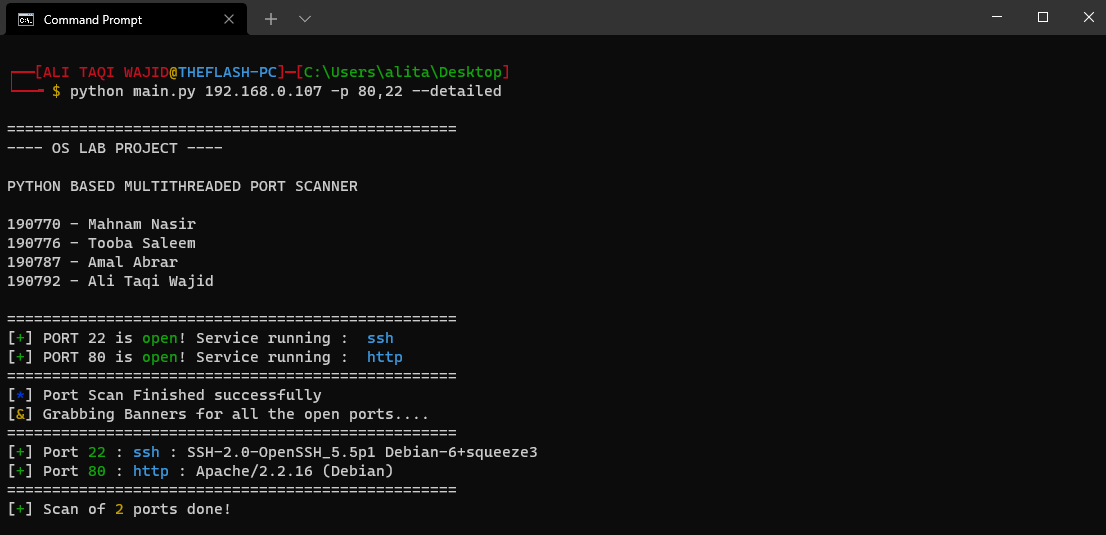 Command Prompt
┌──[ALI TAQI WAJID@THEFLASH-PC]─[C:\Users\alita\Desktop]
└──╼ $ python main.py 192.168.0.107 -p 80,22 --detailed
==================================================
---- OS LAB PROJECT ----
PYTHON BASED MULTITHREADED PORT SCANNER
190770 - Mahnam Nasir
190776 - Tooba Saleem
190787 - Amal Abrar
190792 - Ali Taqi Wajid
==================================================
[+] PORT 22 is open! Service running :  ssh
[+] PORT 80 is open! Service running :  http
==================================================
[*] Port Scan Finished successfully
[&] Grabbing Banners for all the open ports....
==================================================
[+] Port 22 : ssh : SSH-2.0-OpenSSH_5.5p1 Debian-6+squeeze3
[+] Port 80 : http : Apache/2.2.16 (Debian)
==================================================
[+] Scan of 2 ports done!